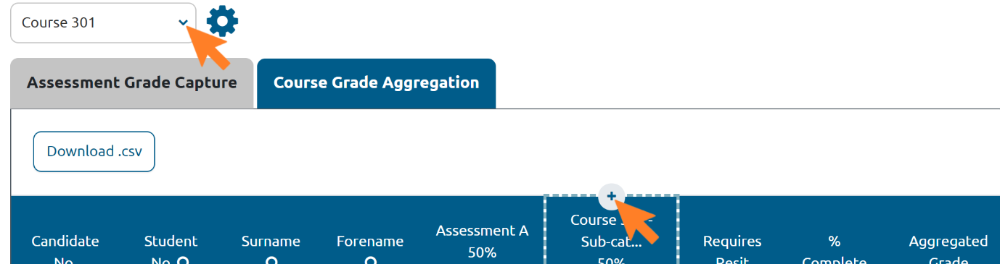 Course 301
Assessment Grade Capture
Course Grade Aggregation
Download .csv
Candidate
No
Student
No
Surname
Forename
Assessment A
50%
Course
Sub-cat...
50%
Requires
Resit
%
Complete
Aggregated
Grade